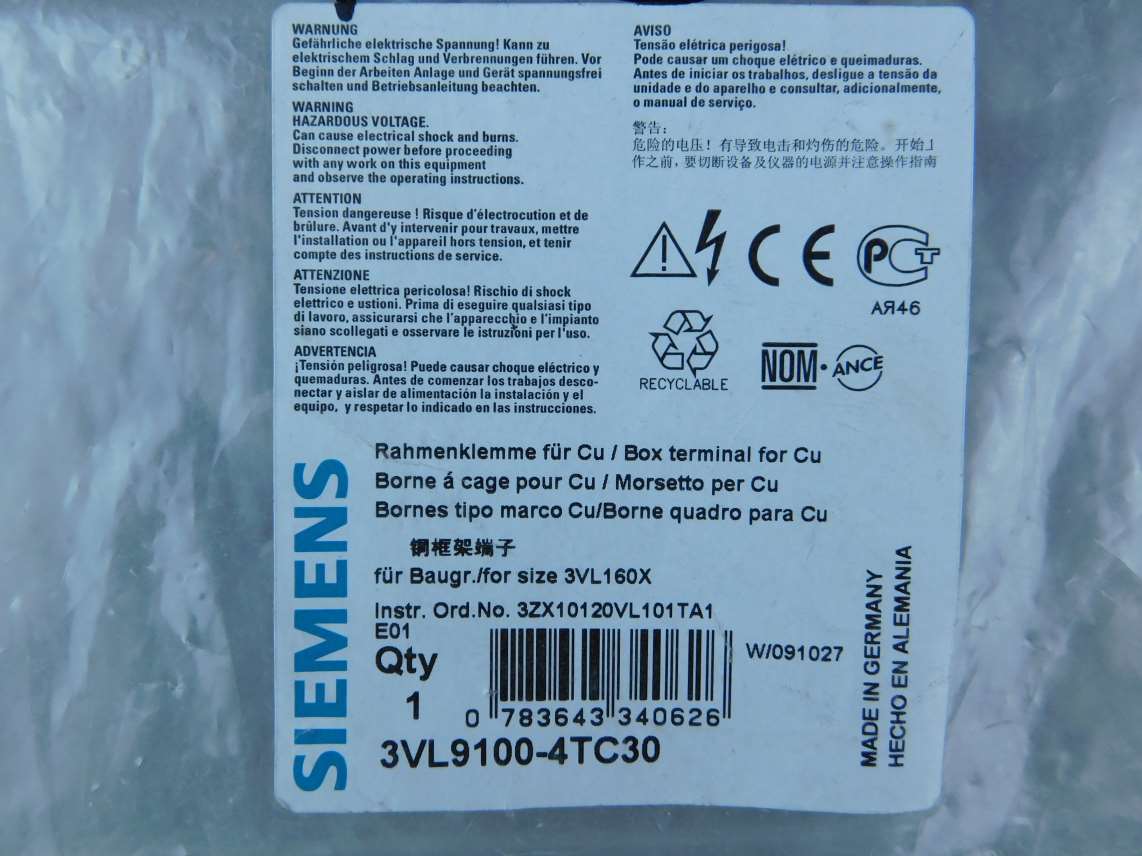 WARNUNG
Gefährliche elektrische Spannung! Kann zu
elektrischem Schlag und Verbrennungen führen. Vor
Beginn der Arbeiten Anlage und Gerät spannungsfrei
schalten und Betriebsanleitung beachten.
WARNING
HAZARDOUS VOLTAGE.
Can cause electrical shock and burns.
Disconnect power before proceeding
with any work on this equipment
and observe the operating instructions.
ATTENTION
Tension dangereuse ! Risque d'électrocution et de
brûlure. Avant d'y intervenir pour travaux, mettre
l'installation ou l'appareil hors tension, et tenir
compte des instructions de service.
ATTENZIONE
Tensione elettrica pericolosa! Rischio di shock
elettrico e ustioni. Prima di eseguire qualsiasi tipo
di lavoro, assicurarsi che l'apparecchio e l'impianto
siano scollegati e osservare le istruzioni per l'uso.
ADVERTENCIA
¡Tensión peligrosa! Puede causar choque eléctrico y
quemaduras. Antes de comenzar los trabajos desco-
nectar y aislar de alimentación la instalación y el
equipo, y respetar lo indicado en las instrucciones.
AVISO
Tensão elétrica perigosa!
Pode causar um choque elétrico e queimaduras.
Antes de iniciar os trabalhos, desligue a tensão da
unidade e do aparelho e consultar, adicionalmente,
o manual de serviço.
警告:
危险的电压! 有导致电击和灼伤的危险。开始
作之前, 要切断设备及仪器的电源并注意操作指南
CE
PCT
АЯ46
RECYCLABLE
NOM · ANCE
SIEMENS
Rahmenklemme für Cu / Box terminal for Cu
Borne á cage pour Cu / Morsetto per Cu
Bornes tipo marco Cu/Borne quadro para Cu
铜框架端子
für Baugr./for size 3VL160X
Instr. Ord.No. 3ZX10120VL101TA1
E01
Qty
1
0 783643 340626
W/091027
3VL9100-4TC30
MADE IN GERMANY
HECHO EN ALEMANIA